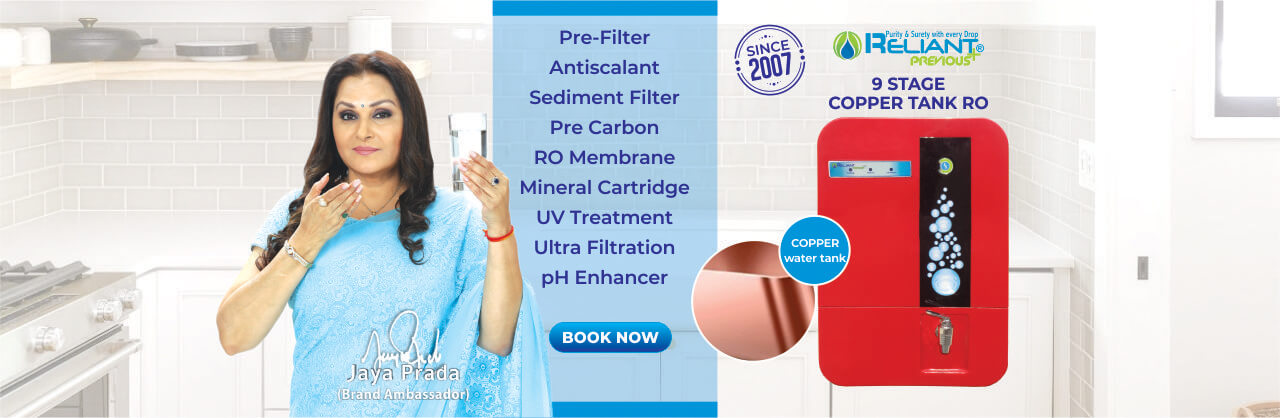 Pre-Filter
Antiscalant
Sediment Filter
Pre Carbon
RO Membrane
Mineral Cartridge
UV Treatment
Ultra Filtration
pH Enhancer
BOOK NOW
Jaya Prada
(Brand Ambassador)
SINCE
2007
Purity & Surely with every Drop
RELIANT®
PREVIOUS+
9 STAGE
COPPER TANK RO
RELIANT
COPPER
water tank